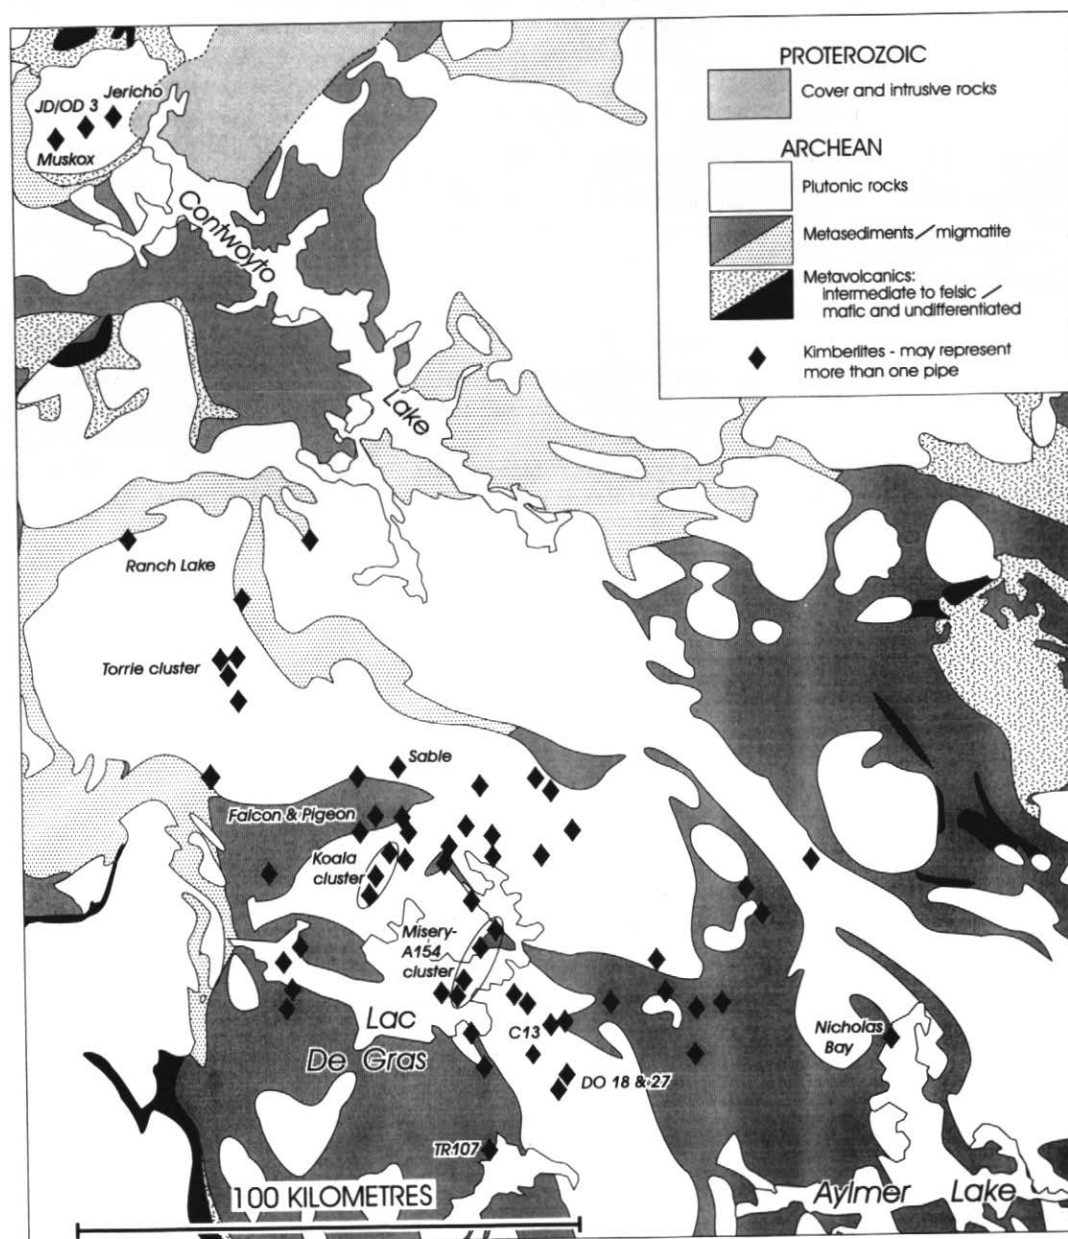 PROTEROZOIC
Cover and intrusive rocks
ARCHEAN
Plutonic rocks
Metasediments / migmatite
Metavolcanics:
intermediate to felsic /
mafic and undifferentiated
Kimberlites - may represent
more than one pipe
Jericho
JD/OD 3
Muskox
Contwoyto
Lake
Ranch Lake
Torrie cluster
Sable
Falcon & Pigeon
Koala
cluster
Misery-
A154
cluster
Lac
De Gras
C13
DO 18 & 27
Nicholas
Bay
TR107
100 KILOMETRES
Aylmer Lake